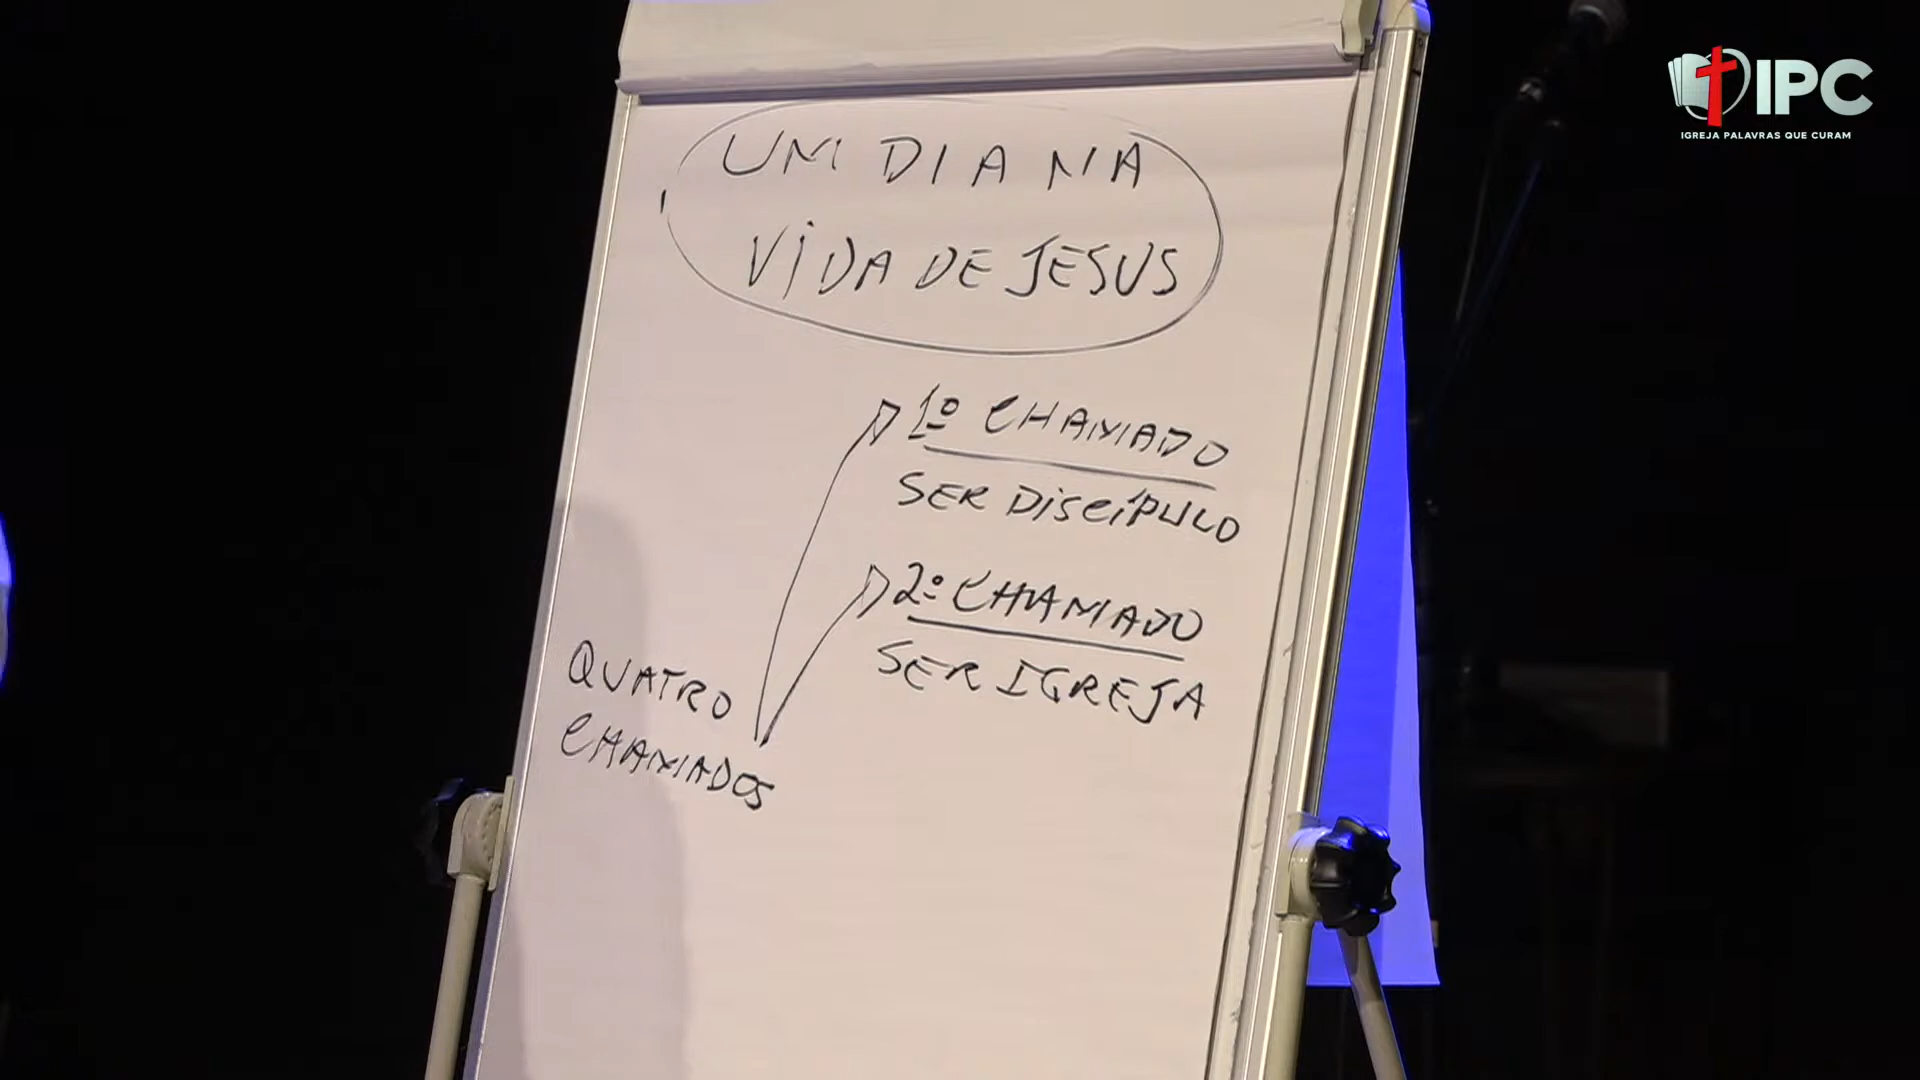 UM DIA NA
VIDA DE JESUS
1º CHAMADO
SER DISCÍPULO
2º CHAMADO
SER IGREJA
QUATRO
CHAMADOS
IPC
IGREJA PALAVRAS QUE CURAM